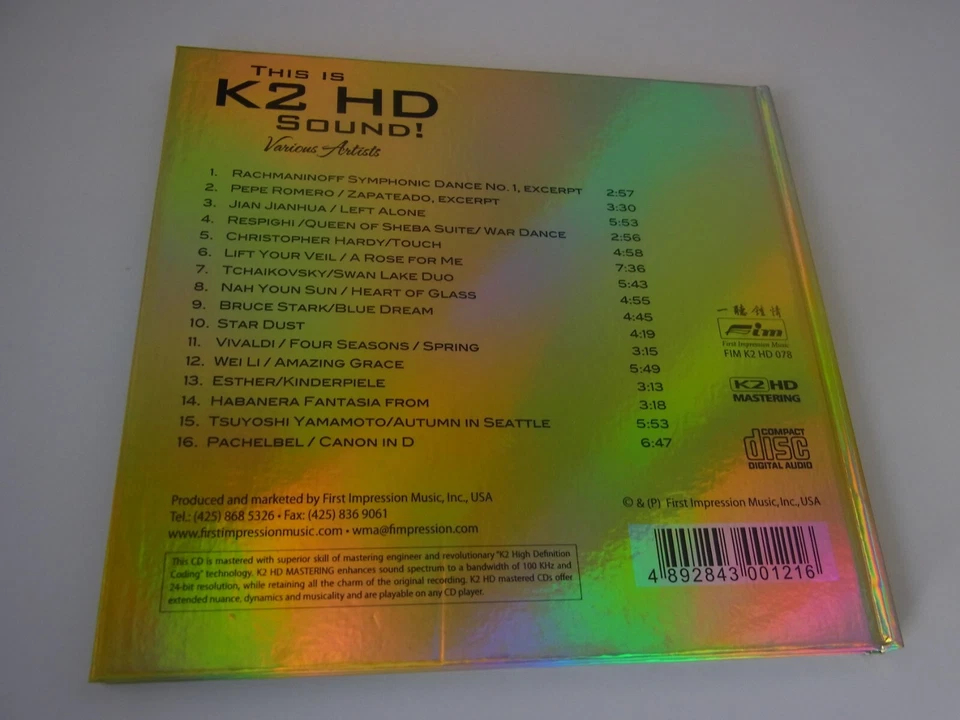 THIS IS
K2 HD
SOUND!
Various Artists
1. RACHMANINOFF SYMPHONIC DANCE NO. 1, EXCERPT 2:57
2. PEPE ROMERO / ZAPATEADO, EXCERPT 3:30
3. JIAN JIANHUA / LEFT ALONE 5:53
4. RESPIGHI /QUEEN OF SHEBA SUITE/ WAR DANCE 2:56
5. CHRISTOPHER HARDY/TOUCH 4:58
6. LIFT YOUR VEIL / A ROSE FOR ME 7:36
7. TCHAIKOVSKY/SWAN LAKE DUO 5:43
8. NAH YOUN SUN / HEART OF GLASS 4:55
9. BRUCE STARK/BLUE DREAM 4:45
10. STAR DUST 4:19
11. VIVALDI / FOUR SEASONS / SPRING 3:15
12. WEI LI / AMAZING GRACE 5:49
13. ESTHER/KINDERPIELE 3:13
14. HABANERA FANTASIA FROM 3:18
15. TSUYOSHI YAMAMOTO/AUTUMN IN SEATTLE 5:53
16. PACHELBEL / CANON IN D 6:47
一聽鍾情
Fim
First Impression Music
FIM K2 HD 078
K2 HD
MASTERING
COMPACT
disc
DIGITAL AUDIO
Produced and marketed by First Impression Music, Inc., USA
Tel.: (425) 868 5326 • Fax: (425) 836 9061
www.firstimpressionmusic.com • wma@fimpression.com
© & (P) First Impression Music, Inc., USA
This CD is mastered with superior skill of mastering engineer and revolutionary "K2 High Definition
Coding" technology. K2 HD MASTERING enhances sound spectrum to a bandwidth of 100 KHz and
24-bit resolution, while retaining all the charm of the original recording. K2 HD mastered CDs offer
extended nuance, dynamics and musicality and are playable on any CD player.
4 892843 001216